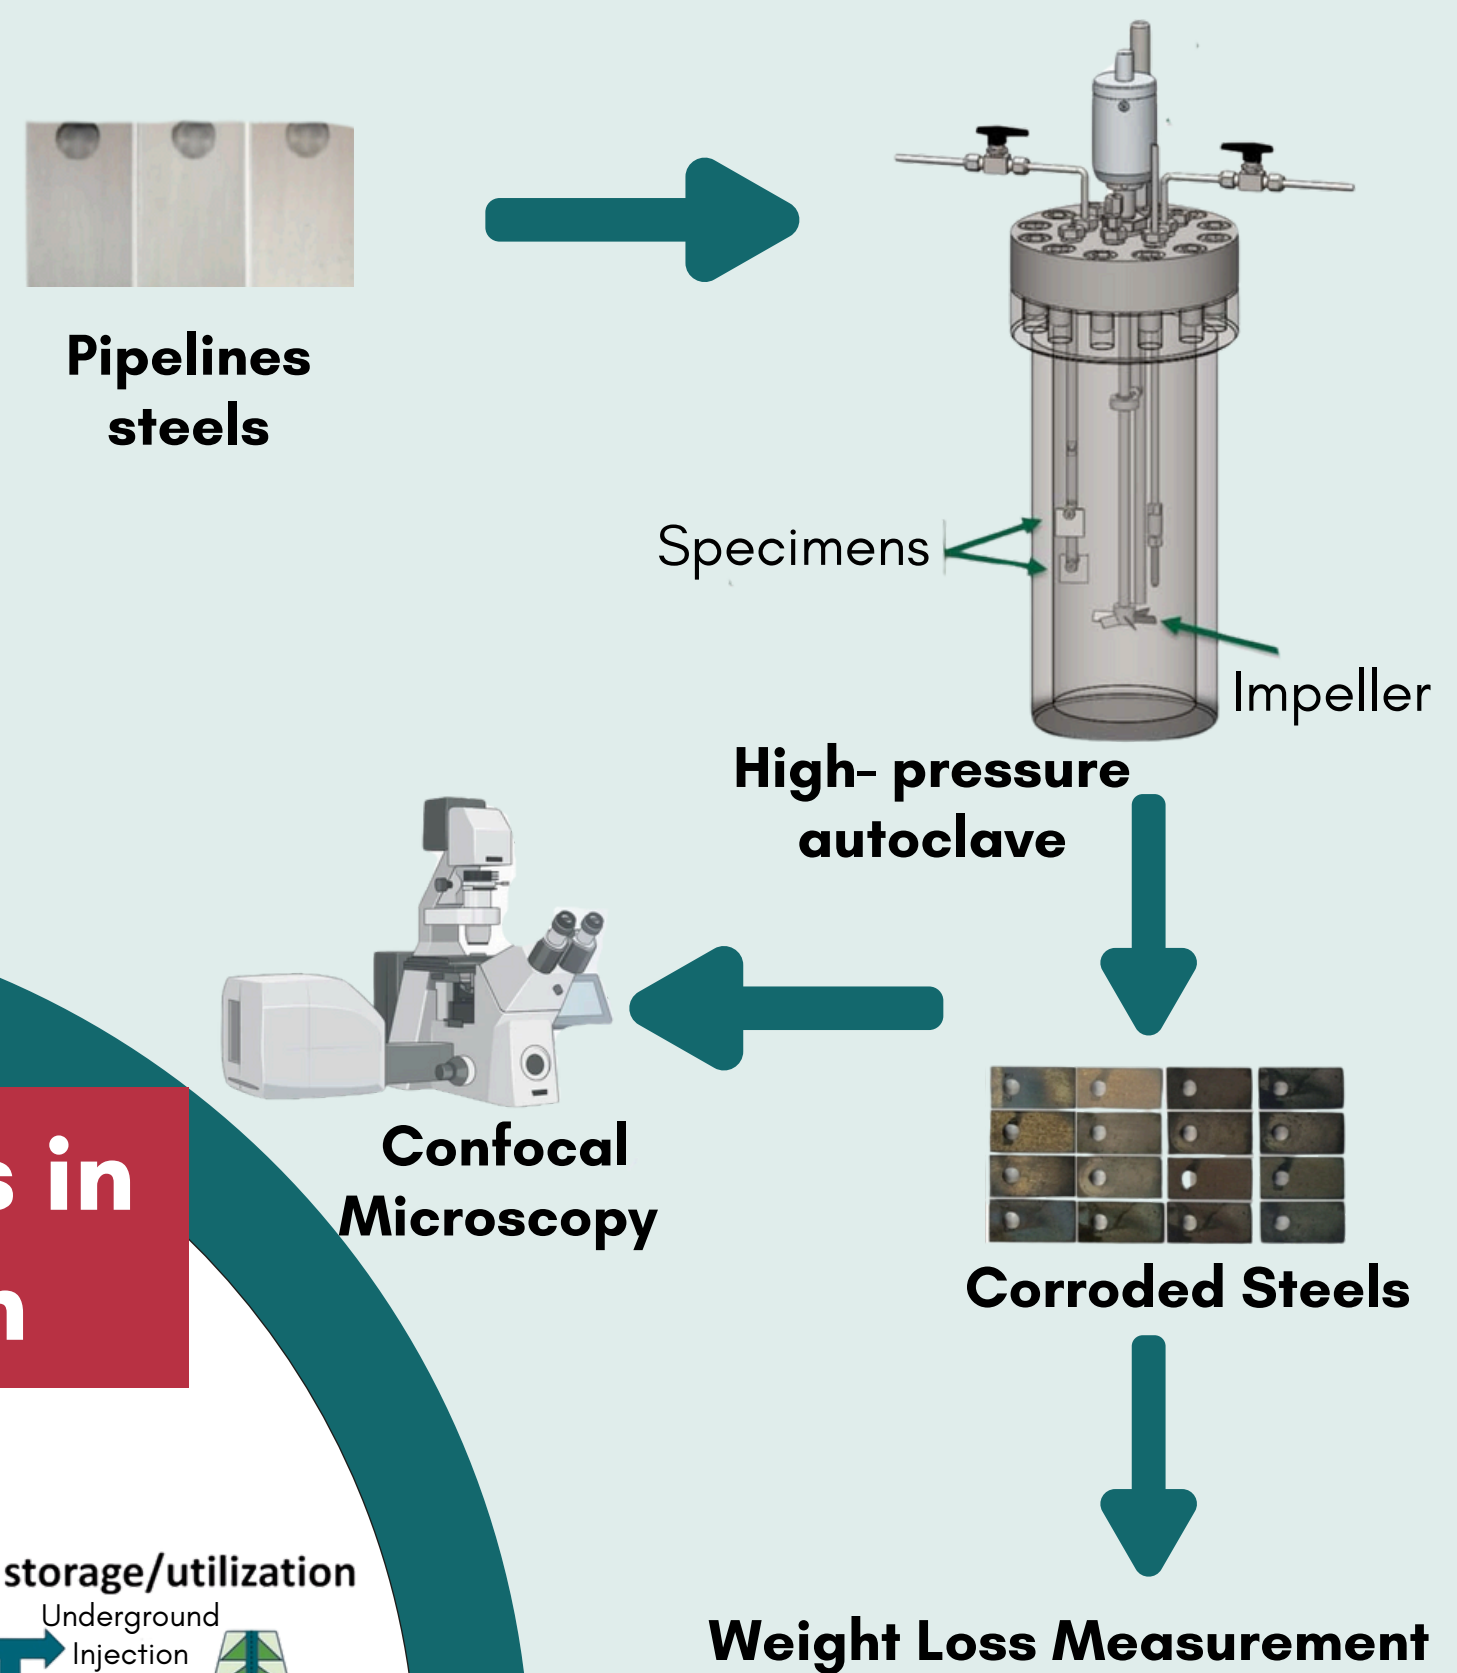 Pipelines
steels
Specimens
Impeller
High- pressure
autoclave
Confocal
Microscopy
Corroded Steels
Weight Loss Measurement
s in
n
storage/utilization
Underground
Injection